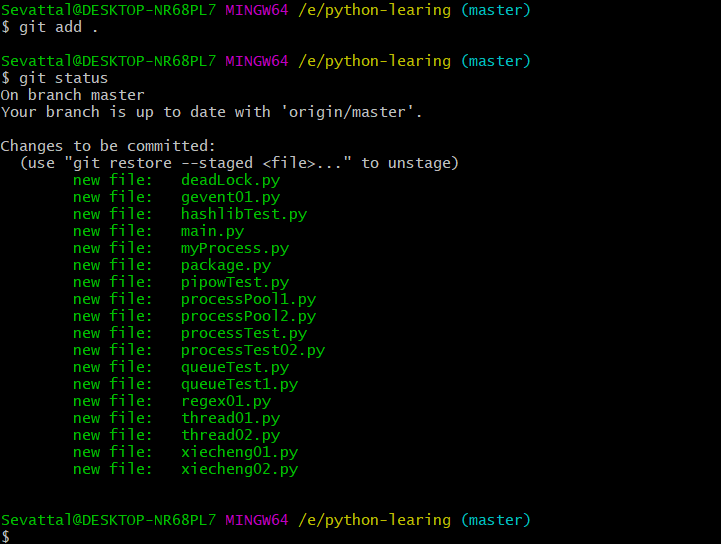 Sevattal@DESKTOP-NR68PL7 MINGW64 /e/python-learing (master)
$ git add .
Sevattal@DESKTOP-NR68PL7 MINGW64 /e/python-learing (master)
$ git status
On branch master
Your branch is up to date with 'origin/master'.
Changes to be committed:
  (use "git restore --staged <file>..." to unstage)
        new file:   deadLock.py
        new file:   gevent01.py
        new file:   hashlibTest.py
        new file:   main.py
        new file:   myProcess.py
        new file:   package.py
        new file:   pipowTest.py
        new file:   processPool1.py
        new file:   processPool2.py
        new file:   processTest.py
        new file:   processTest02.py
        new file:   queueTest.py
        new file:   queueTest1.py
        new file:   regex01.py
        new file:   thread01.py
        new file:   thread02.py
        new file:   xiecheng01.py
        new file:   xiecheng02.py
Sevattal@DESKTOP-NR68PL7 MINGW64 /e/python-learing (master)
$